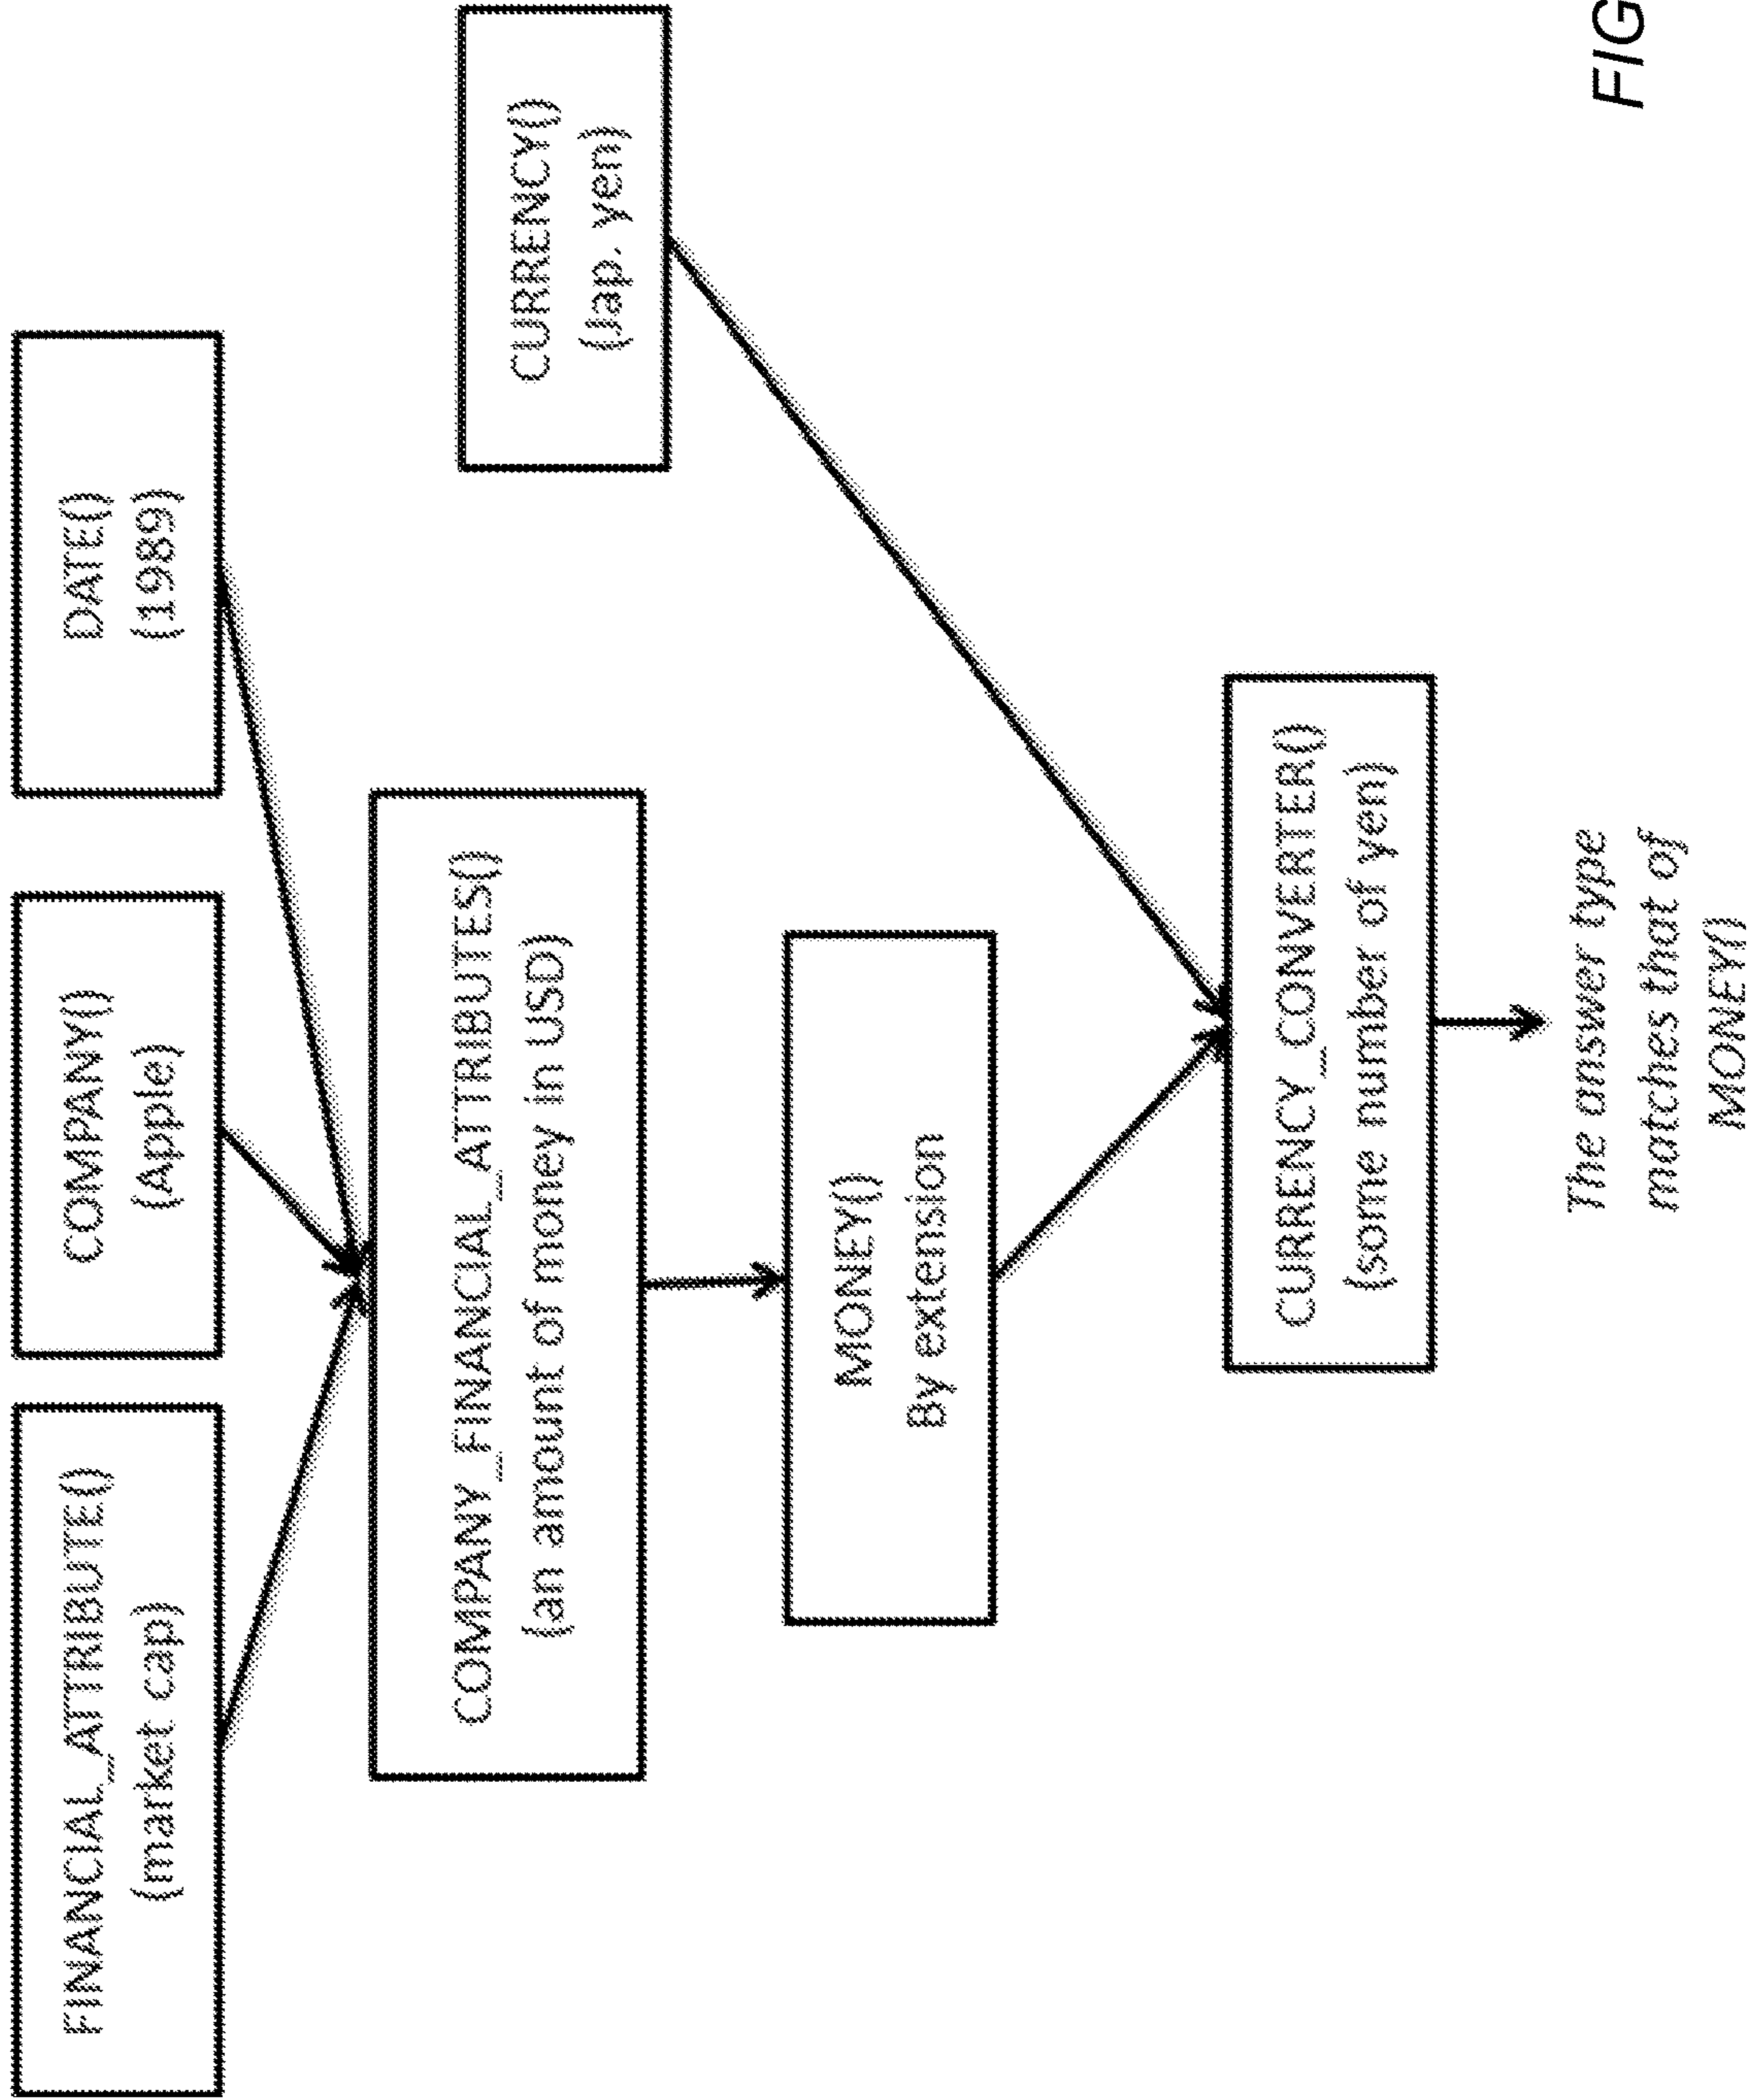 FINANCIAL_ATTRIBUTE()
(market cap)
COMPANY()
(Apple)
DATE()
(1989)
COMPANY_FINANCIAL_ATTRIBUTES()
(an amount of money in USD)
CURRENCY()
(Jap. yen)
MONEY()
By extension
CURRENCY_CONVERTER()
(some number of yen)
The answer type
matches that of
MONEY()
FIG